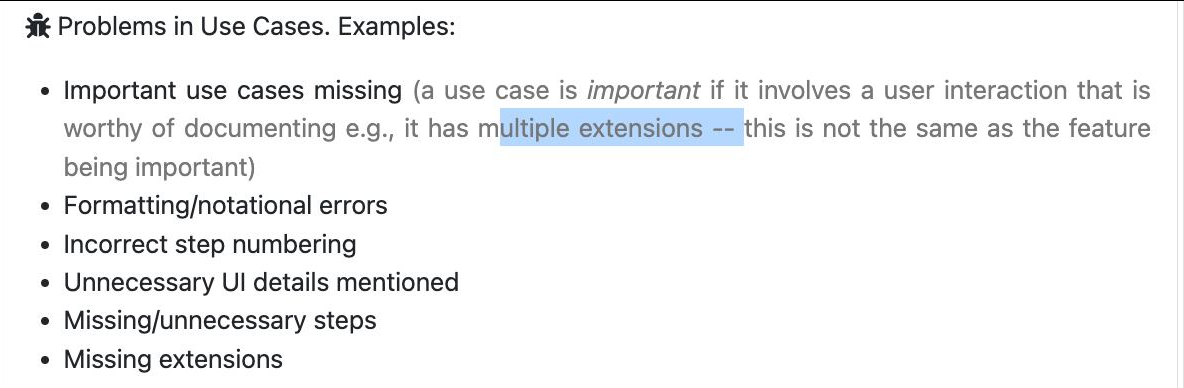 Problems in Use Cases. Examples:
• Important use cases missing (a use case is important if it involves a user interaction that is
worthy of documenting e.g., it has multiple extensions -- this is not the same as the feature
being important)
• Formatting/notational errors
• Incorrect step numbering
• Unnecessary UI details mentioned
• Missing/unnecessary steps
• Missing extensions